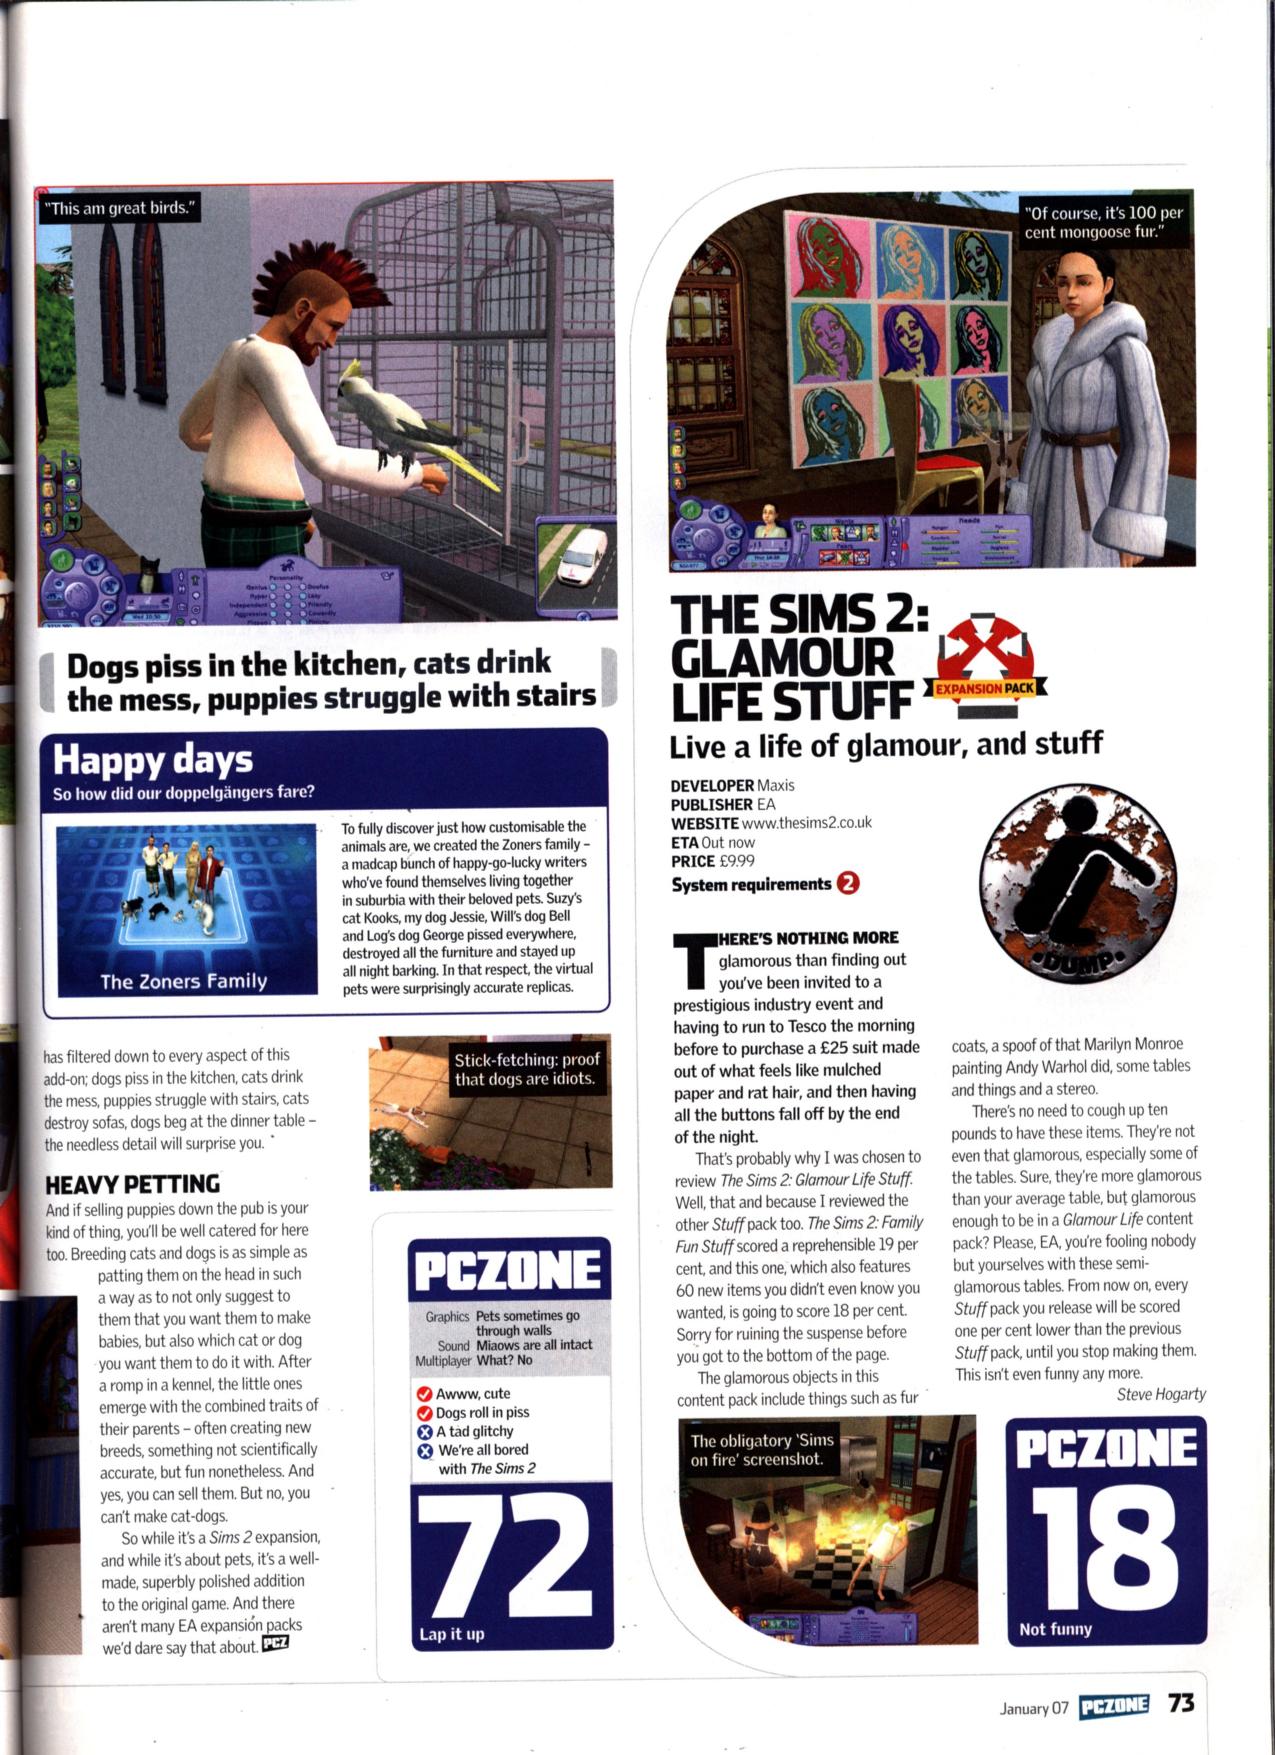 "This am great birds."
Personality
Genius
Doofus
Hyper
Lazy
Independent
Friendly
Aggressive
Cowardly
Dogs piss in the kitchen, cats drink
the mess, puppies struggle with stairs
Happy days
So how did our doppelgängers fare?
The Zoners Family
To fully discover just how customisable the
animals are, we created the Zoners family –
a madcap bunch of happy-go-lucky writers
who've found themselves living together
in suburbia with their beloved pets. Suzy's
cat Kooks, my dog Jessie, Will's dog Bell
and Log's dog George pissed everywhere,
destroyed all the furniture and stayed up
all night barking. In that respect, the virtual
pets were surprisingly accurate replicas.
has filtered down to every aspect of this
add-on; dogs piss in the kitchen, cats drink
the mess, puppies struggle with stairs, cats
destroy sofas, dogs beg at the dinner table –
the needless detail will surprise you.
HEAVY PETTING
And if selling puppies down the pub is your
kind of thing, you'll be well catered for here
too. Breeding cats and dogs is as simple as
patting them on the head in such
a way as to not only suggest to
them that you want them to make
babies, but also which cat or dog
you want them to do it with. After
a romp in a kennel, the little ones
emerge with the combined traits of
their parents – often creating new
breeds, something not scientifically
accurate, but fun nonetheless. And
yes, you can sell them. But no, you
can't make cat-dogs.
So while it's a Sims 2 expansion,
and while it's about pets, it's a well-
made, superbly polished addition
to the original game. And there
aren't many EA expansion packs
we'd dare say that about. PCZ
Stick-fetching: proof
that dogs are idiots.
PCZONE
Graphics Pets sometimes go
through walls
Sound Miaows are all intact
Multiplayer What? No
Awww, cute
Dogs roll in piss
A tad glitchy
We're all bored
with The Sims 2
72
Lap it up
"Of course, it's 100 per
cent mongoose fur."
Wants
Needs
THE SIMS 2:
GLAMOUR
LIFE STUFF
EXPANSION PACK
Live a life of glamour, and stuff
DEVELOPER Maxis
PUBLISHER EA
WEBSITE www.thesims2.co.uk
ETA Out now
PRICE £9.99
System requirements 2
•DUMP•
THERE'S NOTHING MORE
glamorous than finding out
you've been invited to a
prestigious industry event and
having to run to Tesco the morning
before to purchase a £25 suit made
out of what feels like mulched
paper and rat hair, and then having
all the buttons fall off by the end
of the night.
That's probably why I was chosen to
review The Sims 2: Glamour Life Stuff.
Well, that and because I reviewed the
other Stuff pack too. The Sims 2: Family
Fun Stuff scored a reprehensible 19 per
cent, and this one, which also features
60 new items you didn't even know you
wanted, is going to score 18 per cent.
Sorry for ruining the suspense before
you got to the bottom of the page.
The glamorous objects in this
content pack include things such as fur
coats, a spoof of that Marilyn Monroe
painting Andy Warhol did, some tables
and things and a stereo.
There's no need to cough up ten
pounds to have these items. They're not
even that glamorous, especially some of
the tables. Sure, they're more glamorous
than your average table, but glamorous
enough to be in a Glamour Life content
pack? Please, EA, you're fooling nobody
but yourselves with these semi-
glamorous tables. From now on, every
Stuff pack you release will be scored
one per cent lower than the previous
Stuff pack, until you stop making them.
This isn't even funny any more.
Steve Hogarty
The obligatory 'Sims
on fire' screenshot.
PCZONE
18
Not funny
January 07 PCZONE 73